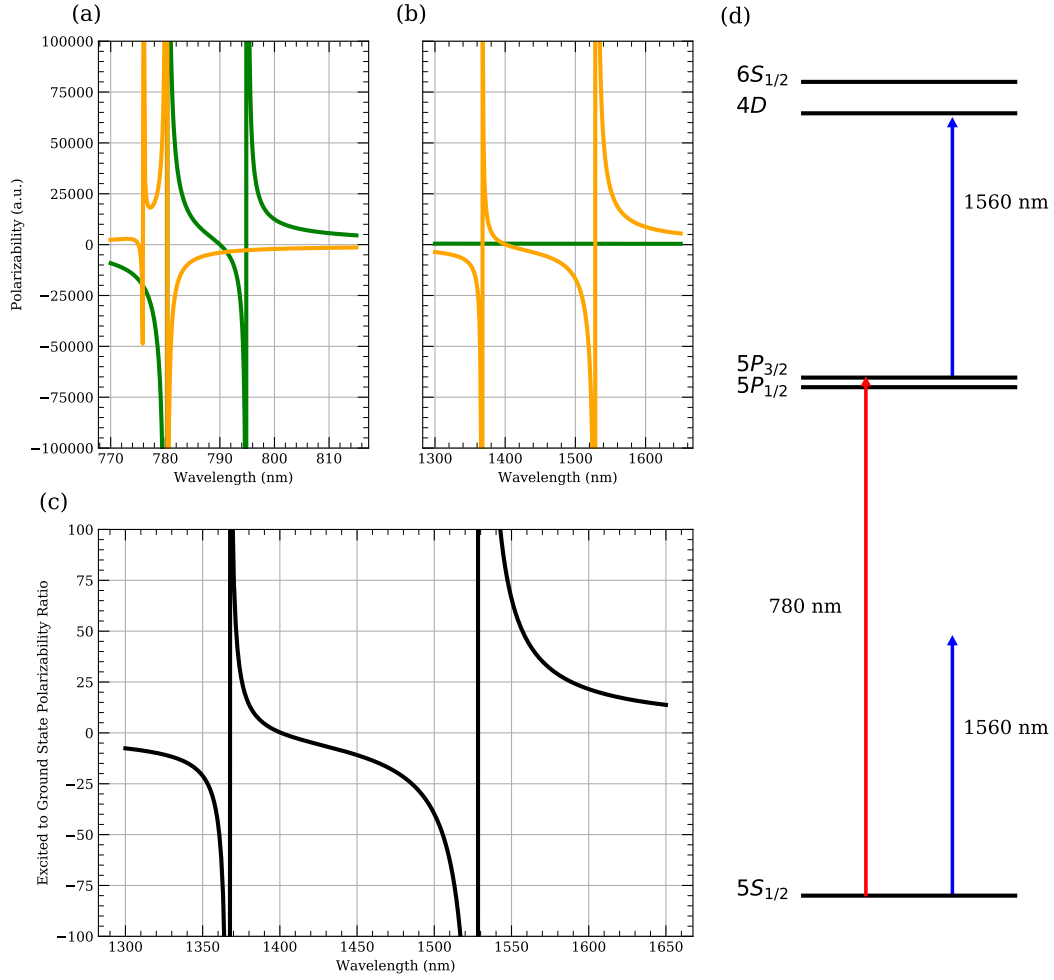 (a)
(b)
(d)
100000
75000
50000
25000
0
−25000
−50000
−75000
−100000
Polarizability (a.u.)
770 780 790 800 810
Wavelength (nm)
1300 1400 1500 1600
Wavelength (nm)
(c)
100
75
50
25
0
−25
−50
−75
−100
Excited to Ground State Polarizability Ratio
1300 1350 1400 1450 1500 1550 1600 1650
Wavelength (nm)
6S1/2
4D
1560 nm
5P3/2
5P1/2
780 nm
1560 nm
5S1/2